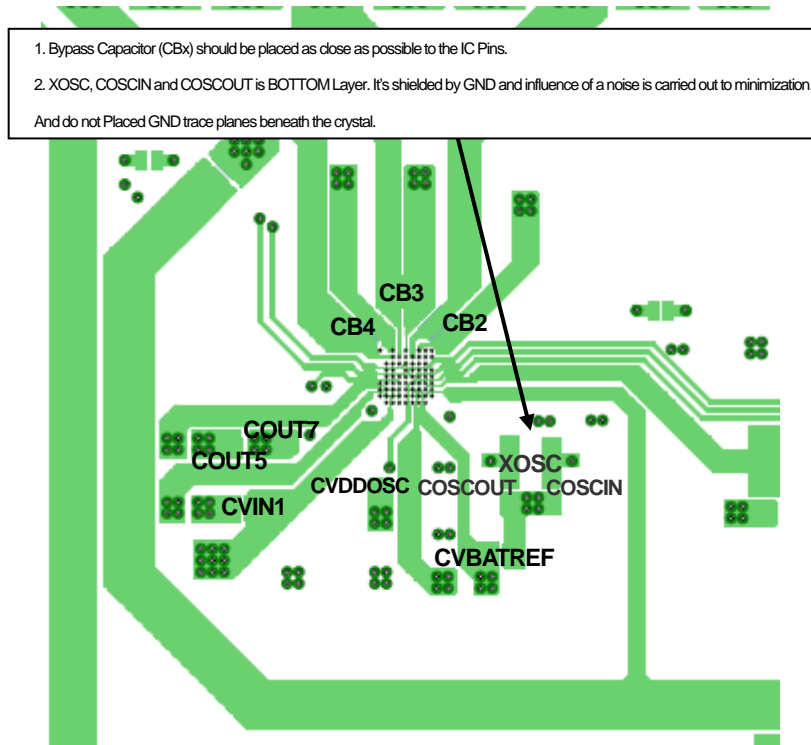 1. Bypass Capacitor (CBx) should be placed as close as possible to the IC Pins.
2. XOSC, COSCIN and COSCOUT is BOTTOM Layer. It's shielded by GND and influence of a noise is carried out to minimization.
And do not Placed GND trace planes beneath the crystal.
CB3
CB4
CB2
COUT7
COUT5
XOSC
CVDDOSC
COSCOUT
COSCIN
CVIN1
CVBATREF